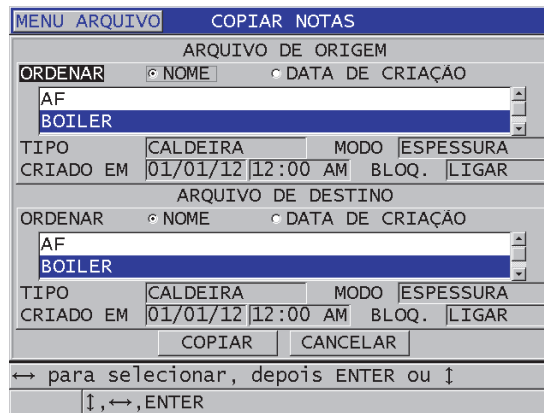 MENU ARQUIVO COPIAR NOTAS
ARQUIVO DE ORIGEM
ORDENAR NOME DATA DE CRIAÇÃO
AF
BOILER
TIPO CALDEIRA MODO ESPESSURA
CRIADO EM 01/01/12 12:00 AM BLOQ. LIGAR
ARQUIVO DE DESTINO
ORDENAR NOME DATA DE CRIAÇÃO
AF
BOILER
TIPO CALDEIRA MODO ESPESSURA
CRIADO EM 01/01/12 12:00 AM BLOQ. LIGAR
COPIAR CANCELAR
↔ para selecionar, depois ENTER ou ↕
↕,↔,ENTER